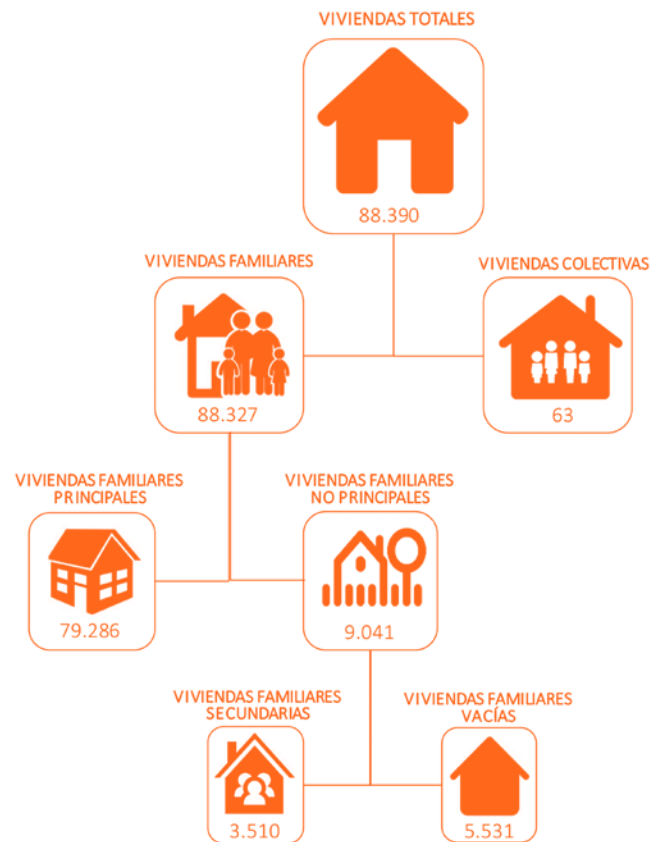 VIVIENDAS TOTALES
88.390
VIVIENDAS FAMILIARES
88.327
VIVIENDAS COLECTIVAS
63
VIVIENDAS FAMILIARES
PRINCIPALES
79.286
VIVIENDAS FAMILIARES
NO PRINCIPALES
9.041
VIVIENDAS FAMILIARES
SECUNDARIAS
3.510
VIVIENDAS FAMILIARES
VACÍAS
5.531